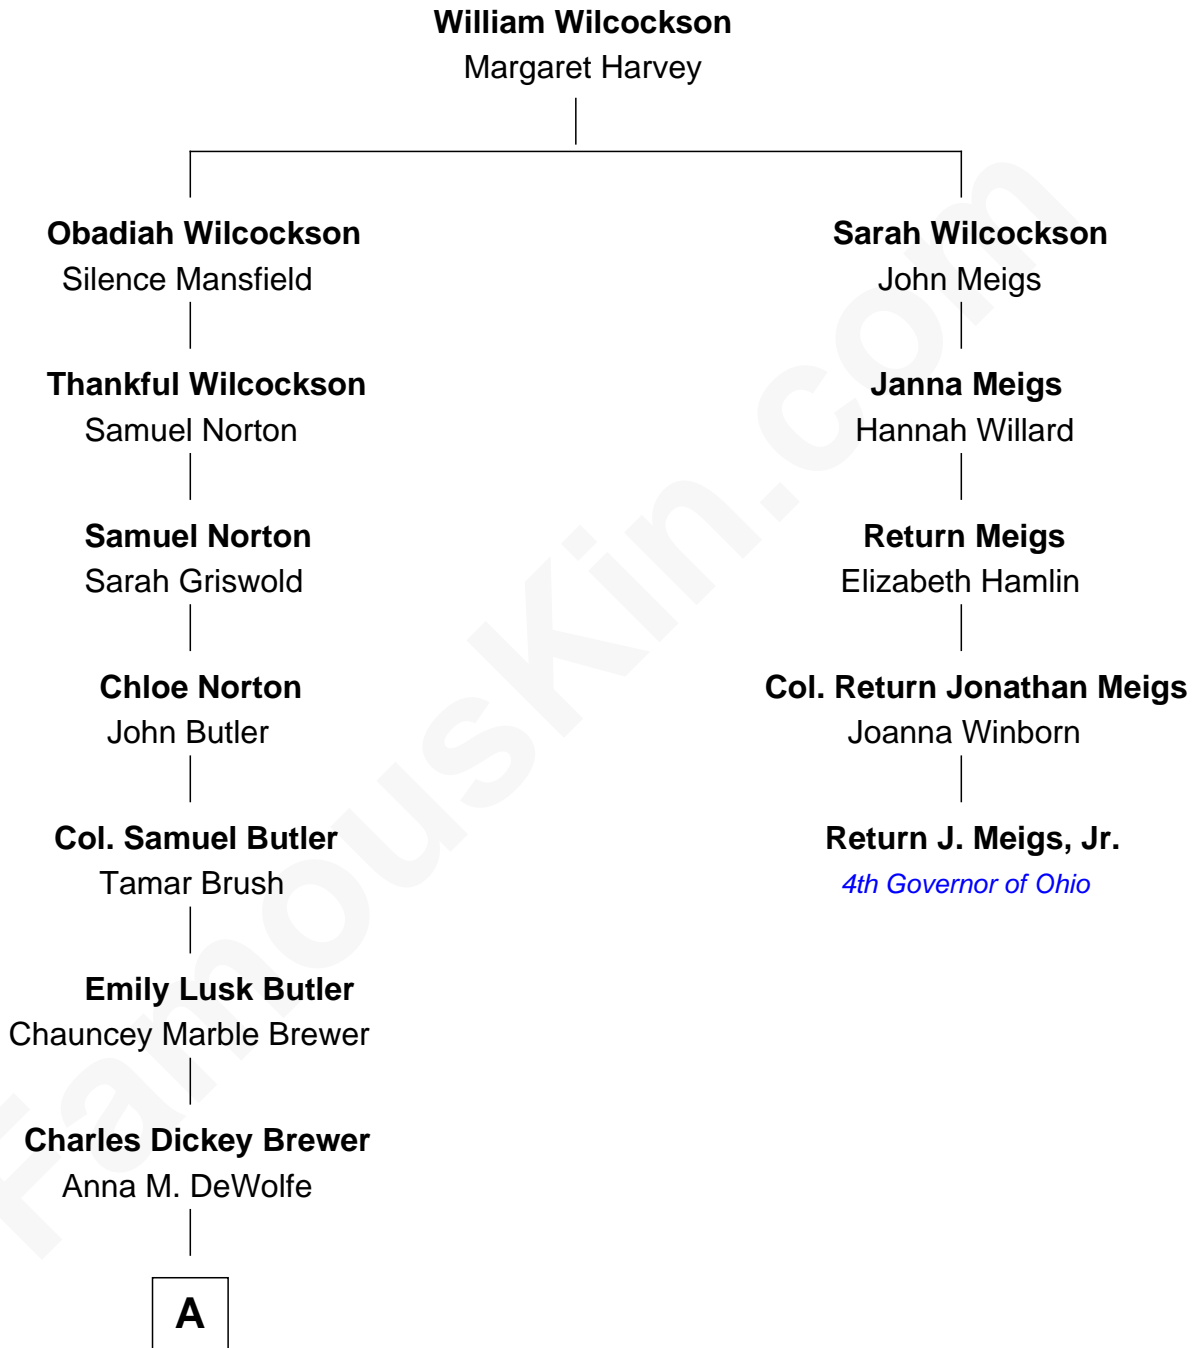 William Wilcockson
Margaret Harvey
Obadiah Wilcockson
Silence Mansfield
Sarah Wilcockson
John Meigs
Thankful Wilcockson
Samuel Norton
Janna Meigs
Hannah Willard
Samuel Norton
Sarah Griswold
Return Meigs
Elizabeth Hamlin
Chloe Norton
John Butler
Col. Return Jonathan Meigs
Joanna Winborn
Col. Samuel Butler
Tamar Brush
Return J. Meigs, Jr.
4th Governor of Ohio
Emily Lusk Butler
Chauncey Marble Brewer
Charles Dickey Brewer
Anna M. DeWolfe
A
FamousKin.com